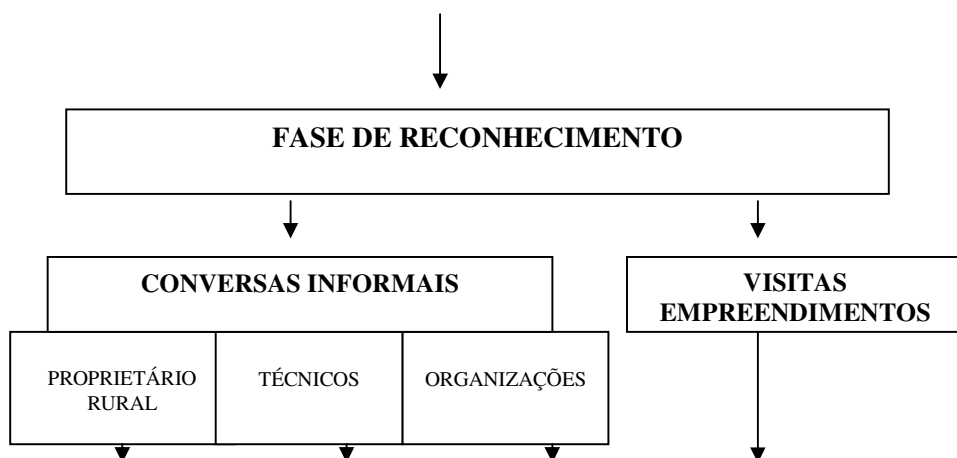 FASE DE RECONHECIMENTO
CONVERSAS INFORMAIS
VISITAS
EMPREENDIMENTOS
PROPRIETÁRIO
RURAL
TÉCNICOS
ORGANIZAÇÕES